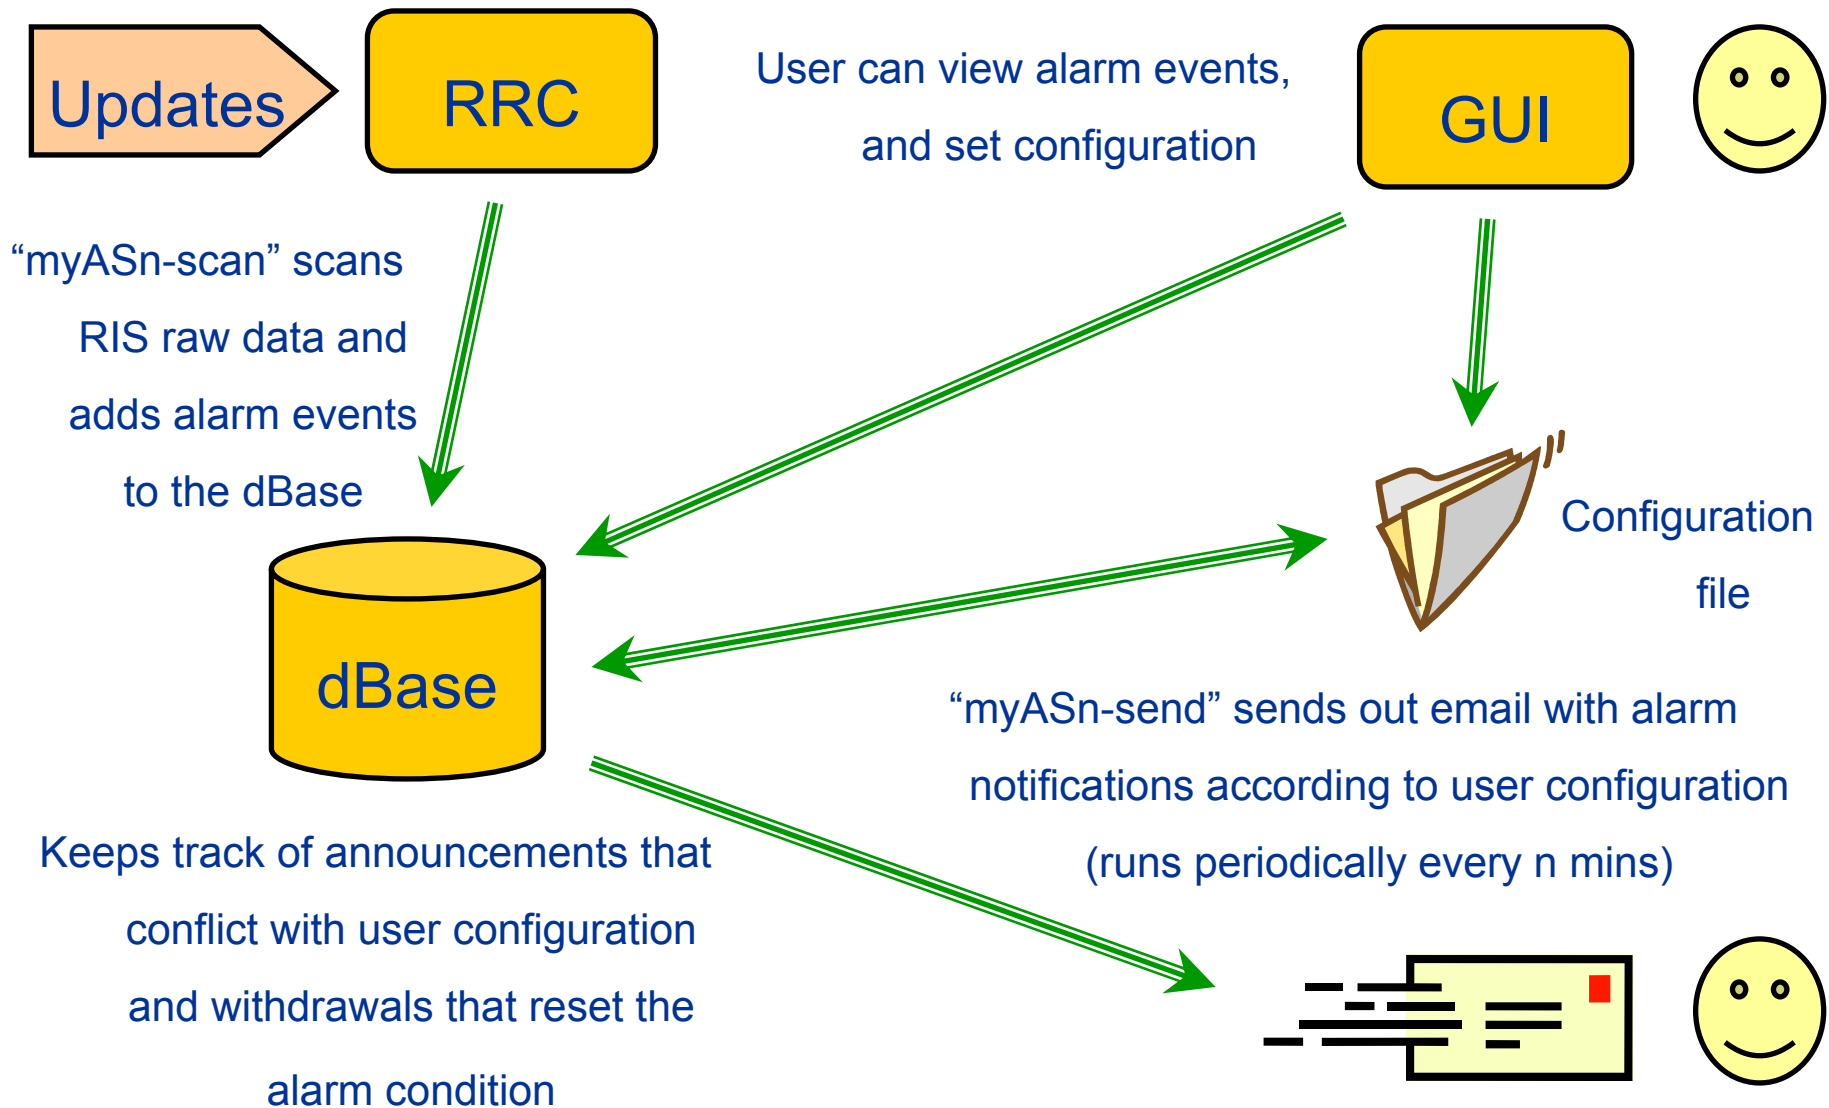 Updates
RRC
User can view alarm events,
and set configuration
GUI
“myASn-scan” scans
RIS raw data and
adds alarm events
to the dBase
Configuration
file
dBase
“myASn-send” sends out email with alarm
notifications according to user configuration
(runs periodically every n mins)
Keeps track of announcements that
conflict with user configuration
and withdrawals that reset the
alarm condition